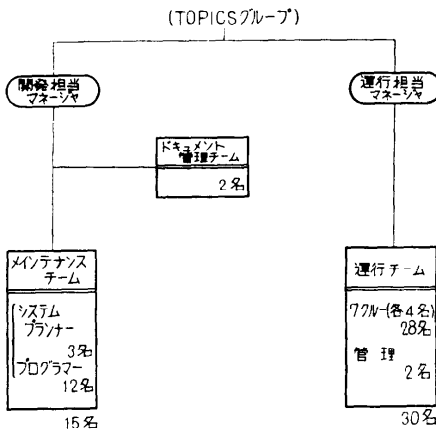 (TOPICSグループ)
開発担当
マネージャ
運行担当
マネージャ
ドキュメント
管理チーム
2名
メインテナンス
チーム
システム
プランナー
3名
プログラマー
12名
15名
運行チーム
7クルー(各4名)
28名
管理
2名
30名